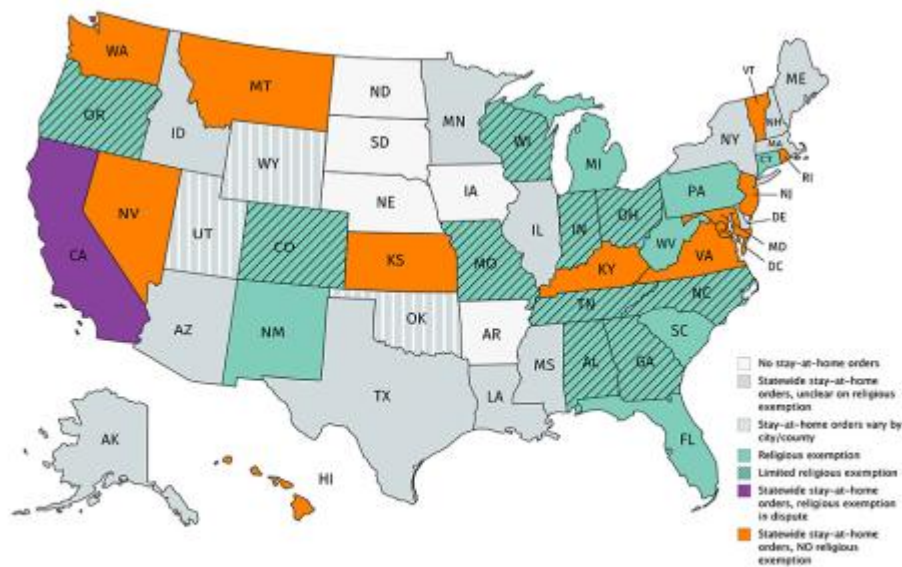 WA
MT
ND
MN
VT
ME
OR
ID
SD
WI
NH
NY
MA
WY
MI
CT
RI
IA
PA
NJ
NE
NV
UT
IL
IN
OH
DE
CO
WV
MD
CA
KS
MO
VA
DC
KY
NC
TN
AZ
NM
OK
AR
SC
MS
AL
GA
TX
LA
FL
AK
HI
No stay-at-home orders
Statewide stay-at-home
orders, unclear on religious
exemption
Stay-at-home orders vary by
city/county
Religious exemption
Limited religious exemption
Statewide stay-at-home
orders, religious exemption
in dispute
Statewide stay-at-home
orders, NO religious
exemption